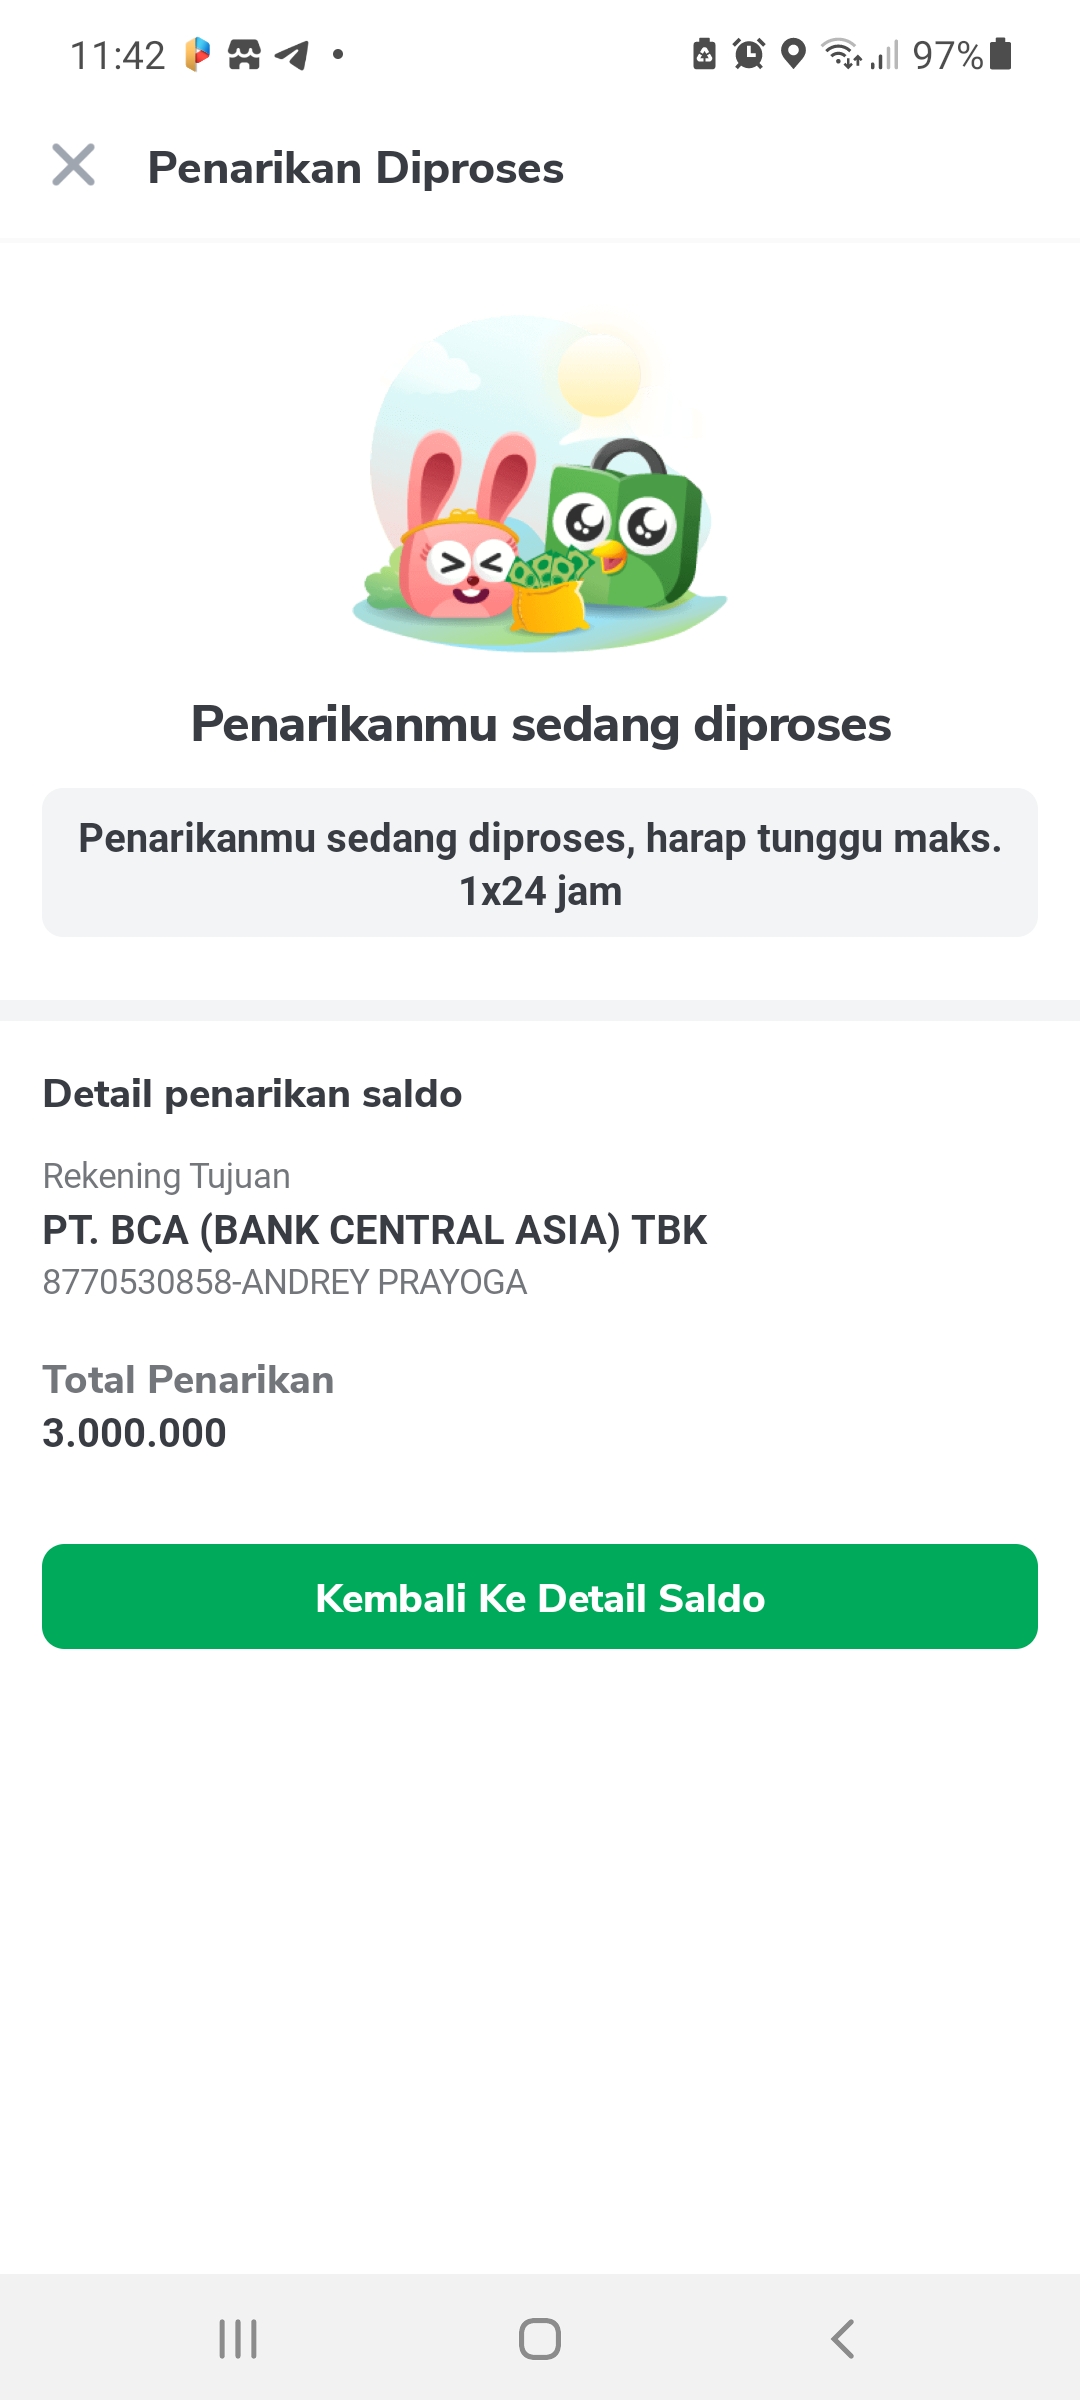 11:42
97%
Penarikan Diproses
Penarikanmu sedang diproses
Penarikanmu sedang diproses, harap tunggu maks.
1x24 jam
Detail penarikan saldo
Rekening Tujuan
PT. BCA (BANK CENTRAL ASIA) TBK
8770530858-ANDREY PRAYOGA
Total Penarikan
3.000.000
Kembali Ke Detail Saldo